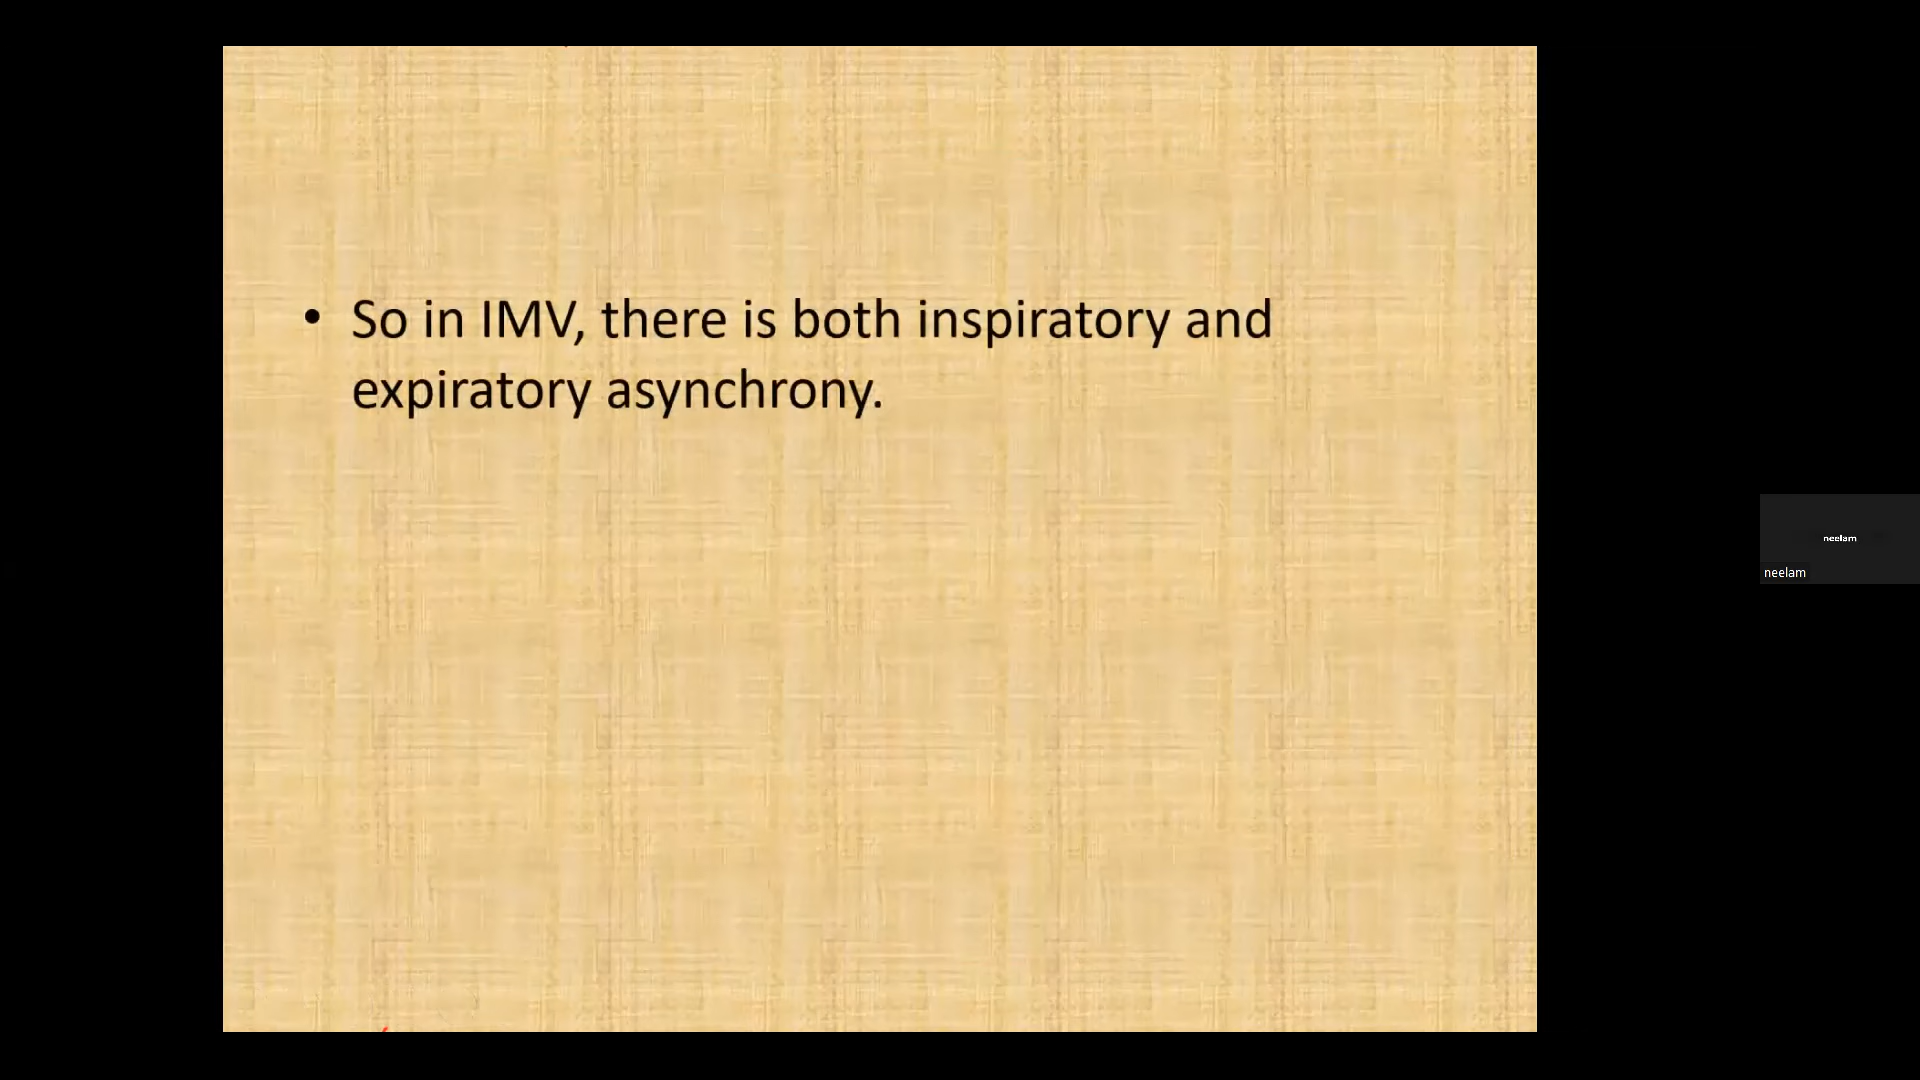 • So in IMV, there is both inspiratory and
expiratory asynchrony.
neelam
neelam